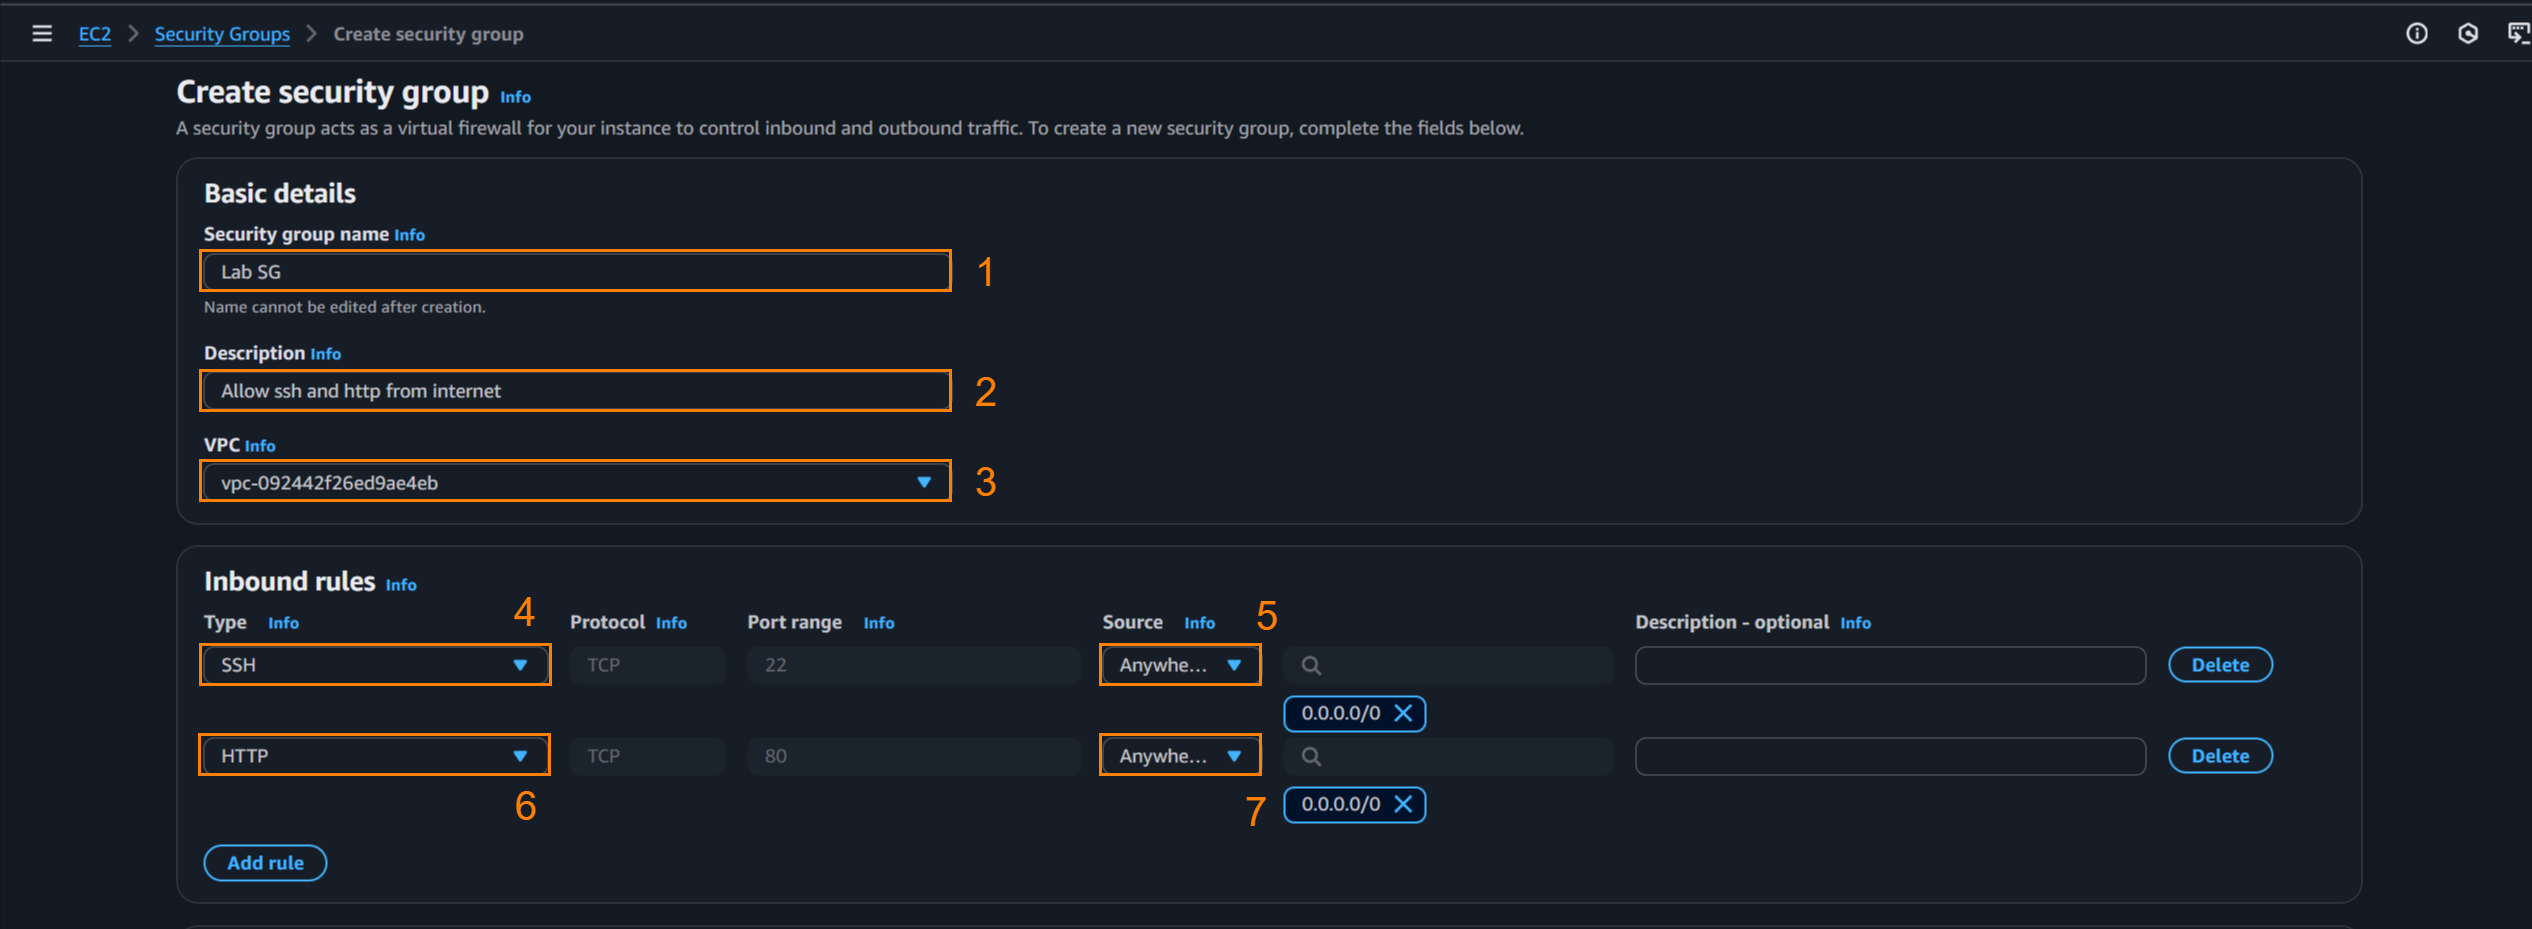 EC2 > Security Groups > Create security group
Create security group Info
A security group acts as a virtual firewall for your instance to control inbound and outbound traffic. To create a new security group, complete the fields below.
Basic details
Security group name Info
Lab SG 1
Name cannot be edited after creation.
Description Info
Allow ssh and http from internet 2
VPC Info
vpc-092442f26ed9ae4eb 3
Inbound rules Info
Type Info 4 Protocol Info Port range Info Source Info 5 Description - optional Info
SSH TCP 22 Anywhe... Delete
0.0.0.0/0
HTTP TCP 80 Anywhe... Delete
6 7 0.0.0.0/0
Add rule